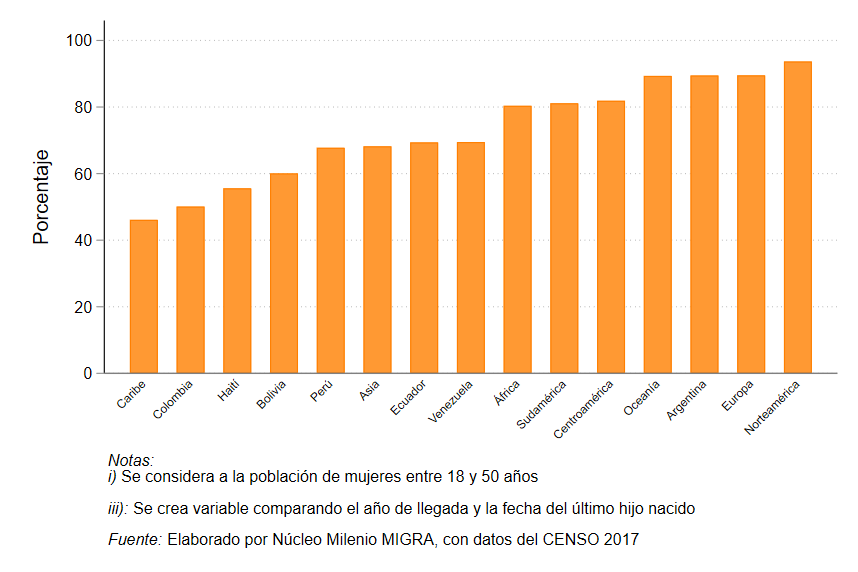 100
80
60
40
20
0
Porcentaje
Caribe
Colombia
Haití
Bolivia
Perú
Asia
Ecuador
Venezuela
África
Sudamérica
Centroamérica
Oceanía
Argentina
Europa
Norteamérica
Notas:
i) Se considera a la población de mujeres entre 18 y 50 años
iii): Se crea variable comparando el año de llegada y la fecha del último hijo nacido
Fuente: Elaborado por Núcleo Milenio MIGRA, con datos del CENSO 2017